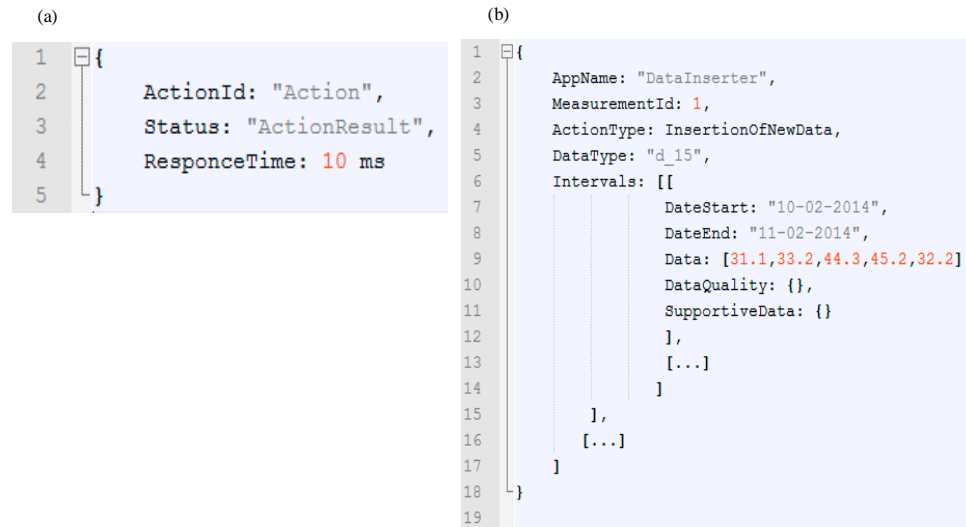 (a)
1 {
2 ActionId: "Action",
3 Status: "ActionResult",
4 ResponceTime: 10 ms
5 }
(b)
1 {
2 AppName: "DataInserter",
3 MeasurementId: 1,
4 ActionType: InsertionOfNewData,
5 DataType: "d_15",
6 Intervals: [[
7 DateStart: "10-02-2014",
8 DateEnd: "11-02-2014",
9 Data: [31.1,33.2,44.3,45.2,32.2]
10 DataQuality: {},
11 SupportiveData: {}
12 ],
13 [...]
14 ]
15 ],
16 [...]
17 ]
18 }
19